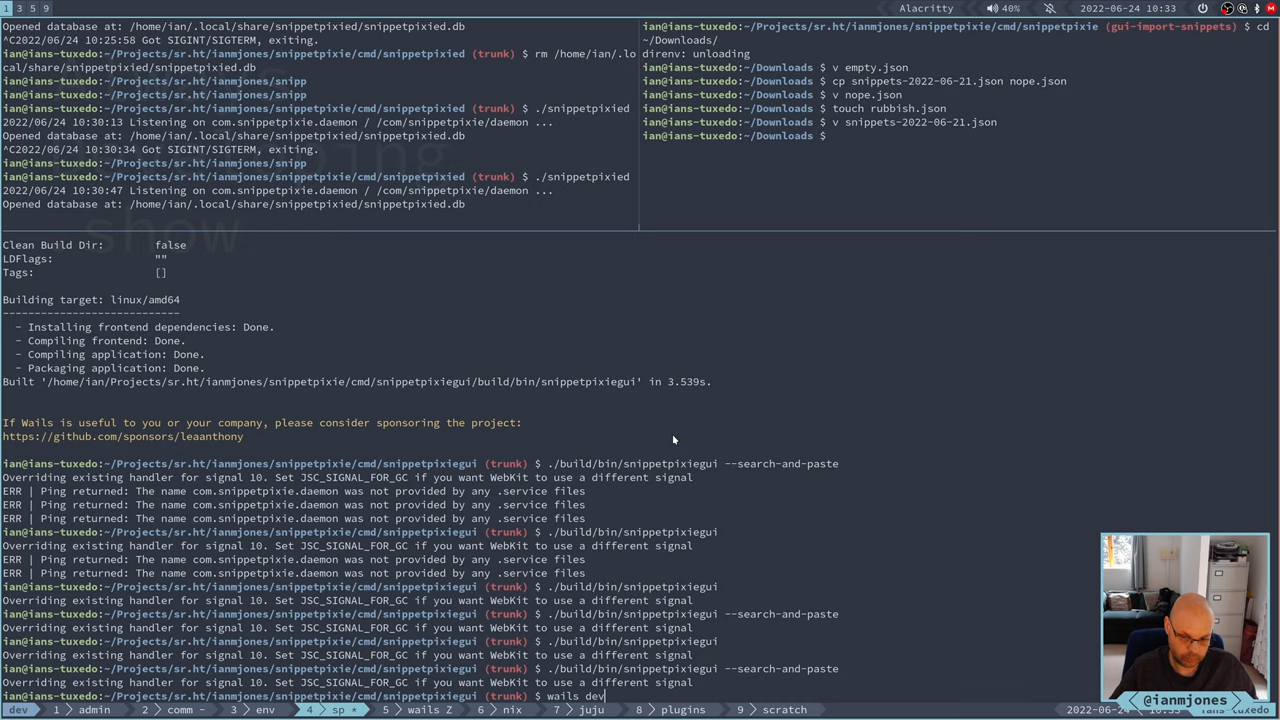 1 3 5 9
Alacritty 40% 2022-06-24 10:33
Opened database at: /home/ian/.local/share/snippetpixied/snippetpixied.db
^C2022/06/24 10:25:58 Got SIGINT/SIGTERM, exiting.
ian@ians-tuxedo:~/Projects/sr.ht/ianmjones/snippetpixie/cmd/snippetpixied (trunk) $ rm /home/ian/.lo
cal/share/snippetpixied/snippetpixied.db
ian@ians-tuxedo:~/Projects/sr.ht/ianmjones/snipp
ian@ians-tuxedo:~/Projects/sr.ht/ianmjones/snipp
ian@ians-tuxedo:~/Projects/sr.ht/ianmjones/snippetpixie/cmd/snippetpixied (trunk) $ ./snippetpixied
2022/06/24 10:30:13 Listening on com.snippetpixie.daemon / /com/snippetpixie/daemon ...
Opened database at: /home/ian/.local/share/snippetpixied/snippetpixied.db
^C2022/06/24 10:30:34 Got SIGINT/SIGTERM, exiting.
ian@ians-tuxedo:~/Projects/sr.ht/ianmjones/snipp
ian@ians-tuxedo:~/Projects/sr.ht/ianmjones/snippetpixie/cmd/snippetpixied (trunk) $ ./snippetpixied
2022/06/24 10:30:47 Listening on com.snippetpixie.daemon / /com/snippetpixie/daemon ...
Opened database at: /home/ian/.local/share/snippetpixied/snippetpixied.db
show
ian@ians-tuxedo:~/Projects/sr.ht/ianmjones/snippetpixie/cmd/snippetpixie (gui-import-snippets) $ cd
~/Downloads/
direnv: unloading
ian@ians-tuxedo:~/Downloads $ v empty.json
ian@ians-tuxedo:~/Downloads $ cp snippets-2022-06-21.json nope.json
ian@ians-tuxedo:~/Downloads $ v nope.json
ian@ians-tuxedo:~/Downloads $ touch rubbish.json
ian@ians-tuxedo:~/Downloads $ v snippets-2022-06-21.json
ian@ians-tuxedo:~/Downloads $
Clean Build Dir: false
LDFlags: ""
Tags: []
Building target: linux/amd64
----------------------------
- Installing frontend dependencies: Done.
- Compiling frontend: Done.
- Compiling application: Done.
- Packaging application: Done.
Built '/home/ian/Projects/sr.ht/ianmjones/snippetpixie/cmd/snippetpixiegui/build/bin/snippetpixiegui' in 3.539s.
If Wails is useful to you or your company, please consider sponsoring the project:
https://github.com/sponsors/leaanthony
ian@ians-tuxedo:~/Projects/sr.ht/ianmjones/snippetpixie/cmd/snippetpixiegui (trunk) $ ./build/bin/snippetpixiegui --search-and-paste
Overriding existing handler for signal 10. Set JSC_SIGNAL_FOR_GC if you want WebKit to use a different signal
ERR | Ping returned: The name com.snippetpixie.daemon was not provided by any .service files
ERR | Ping returned: The name com.snippetpixie.daemon was not provided by any .service files
ERR | Ping returned: The name com.snippetpixie.daemon was not provided by any .service files
ian@ians-tuxedo:~/Projects/sr.ht/ianmjones/snippetpixie/cmd/snippetpixiegui (trunk) $ ./build/bin/snippetpixiegui
Overriding existing handler for signal 10. Set JSC_SIGNAL_FOR_GC if you want WebKit to use a different signal
ERR | Ping returned: The name com.snippetpixie.daemon was not provided by any .service files
ERR | Ping returned: The name com.snippetpixie.daemon was not provided by any .service files
ian@ians-tuxedo:~/Projects/sr.ht/ianmjones/snippetpixie/cmd/snippetpixiegui (trunk) $ ./build/bin/snippetpixiegui
Overriding existing handler for signal 10. Set JSC_SIGNAL_FOR_GC if you want WebKit to use a different signal
ian@ians-tuxedo:~/Projects/sr.ht/ianmjones/snippetpixie/cmd/snippetpixiegui (trunk) $ ./build/bin/snippetpixiegui --search-and-paste
Overriding existing handler for signal 10. Set JSC_SIGNAL_FOR_GC if you want WebKit to use a different signal
ian@ians-tuxedo:~/Projects/sr.ht/ianmjones/snippetpixie/cmd/snippetpixiegui (trunk) $ ./build/bin/snippetpixiegui
Overriding existing handler for signal 10. Set JSC_SIGNAL_FOR_GC if you want WebKit to use a different signal
ian@ians-tuxedo:~/Projects/sr.ht/ianmjones/snippetpixie/cmd/snippetpixiegui (trunk) $ ./build/bin/snippetpixiegui --search-and-paste
Overriding existing handler for signal 10. Set JSC_SIGNAL_FOR_GC if you want WebKit to use a different signal
ian@ians-tuxedo:~/Projects/sr.ht/ianmjones/snippetpixie/cmd/snippetpixiegui (trunk) $ wails dev
@ianmjones
dev 1 admin 2 comm - 3 env 4 sp * 5 wails Z 6 nix 7 juju 8 plugins 9 scratch 2022-06-24